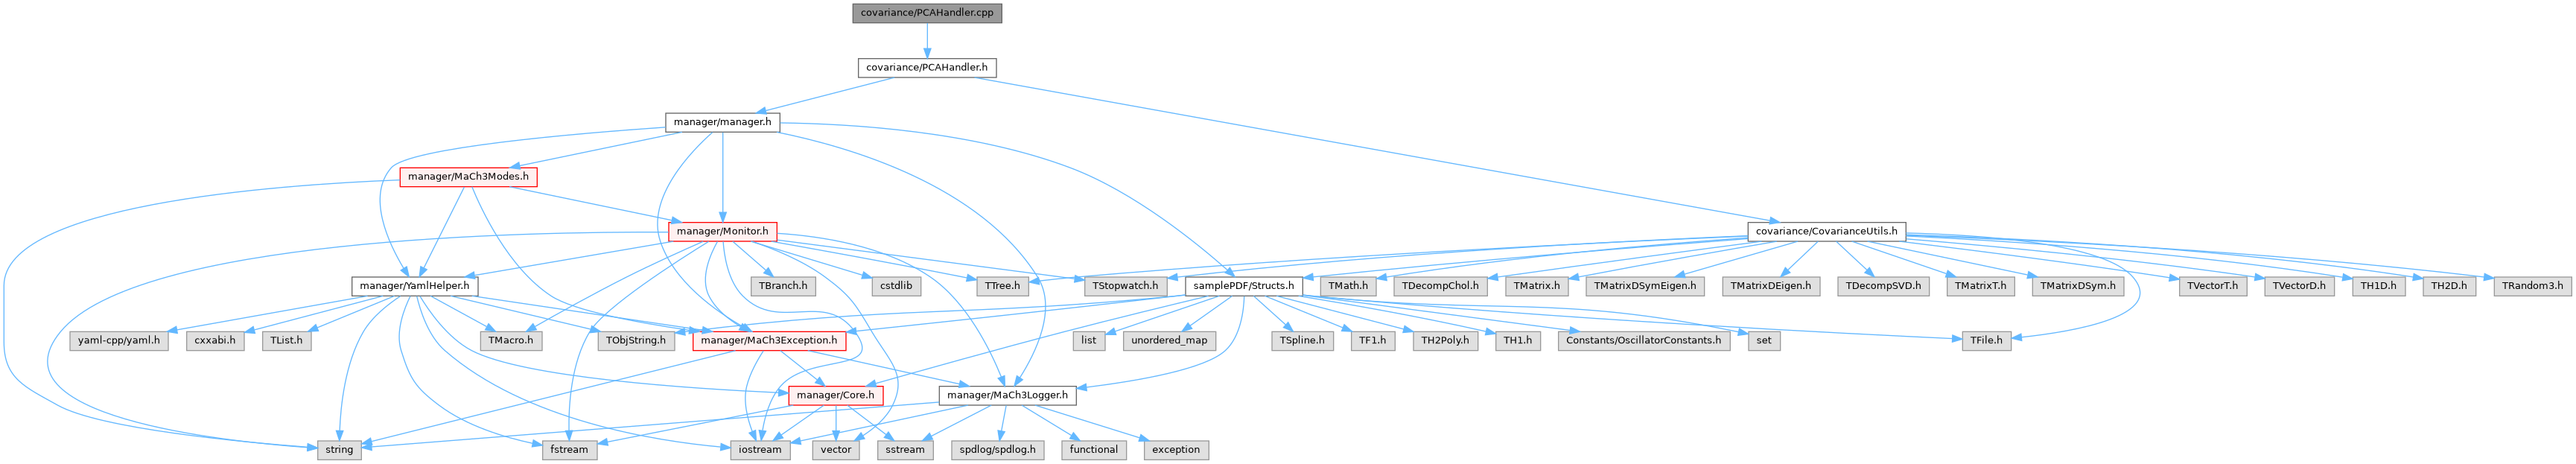 covariance/PCAHandler.cpp
covariance/PCAHandler.h
manager/manager.h
manager/MaCh3Modes.h
manager/Monitor.h
covariance/CovarianceUtils.h
manager/YamlHelper.h
TBranch.h
cstdlib
TTree.h
TStopwatch.h
samplePDF/Structs.h
TMath.h
TDecompChol.h
TMatrix.h
TMatrixDSymEigen.h
TMatrixDEigen.h
TDecompSVD.h
TMatrixT.h
TMatrixDSym.h
TVectorT.h
TVectorD.h
TH1D.h
TH2D.h
TRandom3.h
yaml-cpp/yaml.h
cxxabi.h
TList.h
TMacro.h
TObjString.h
manager/MaCh3Exception.h
list
unordered_map
TSpline.h
TF1.h
TH2Poly.h
TH1.h
Constants/OscillatorConstants.h
set
TFile.h
manager/Core.h
manager/MaCh3Logger.h
string
fstream
iostream
vector
sstream
spdlog/spdlog.h
functional
exception